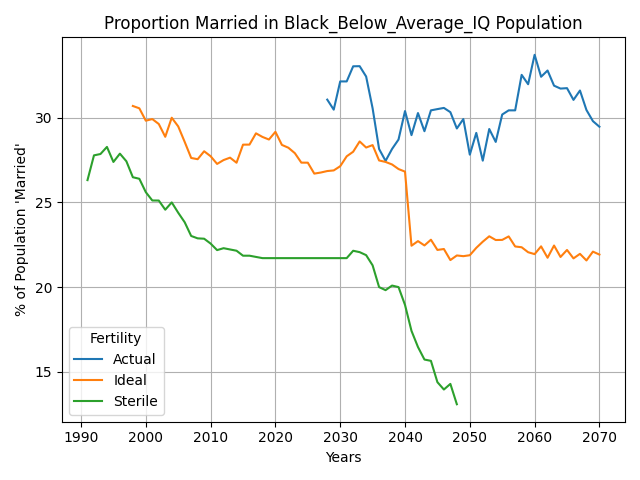 Proportion Married in Black_Below_Average_IQ Population
% of Population 'Married'
30
25
20
15
Fertility
Actual
Ideal
Sterile
1990 2000 2010 2020 2030 2040 2050 2060 2070
Years